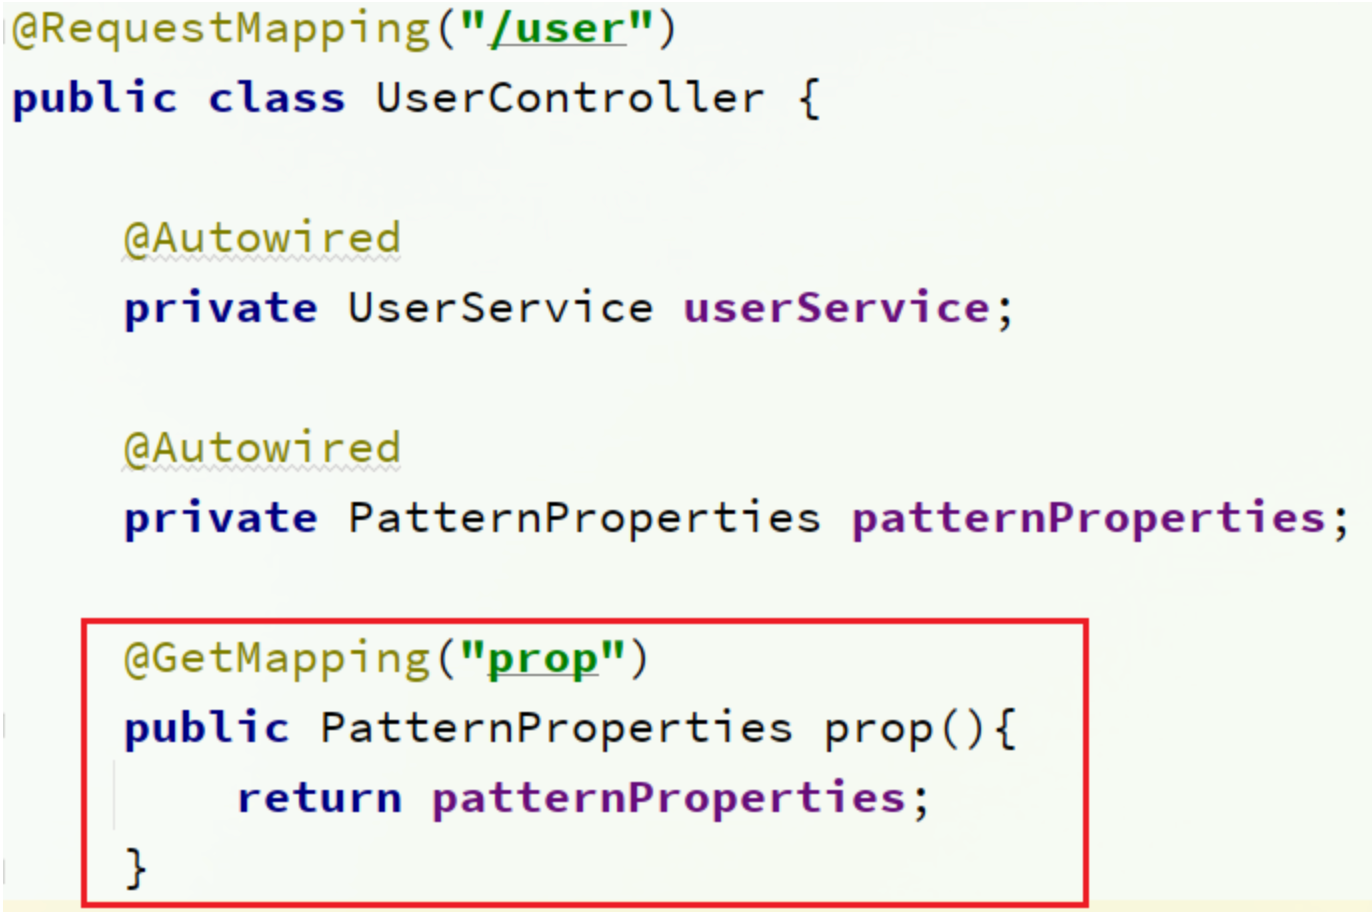 @RequestMapping("/user")
public class UserController {
@Autowired
private UserService userService;
@Autowired
private PatternProperties patternProperties;
@GetMapping("prop")
public PatternProperties prop(){
return patternProperties;
}